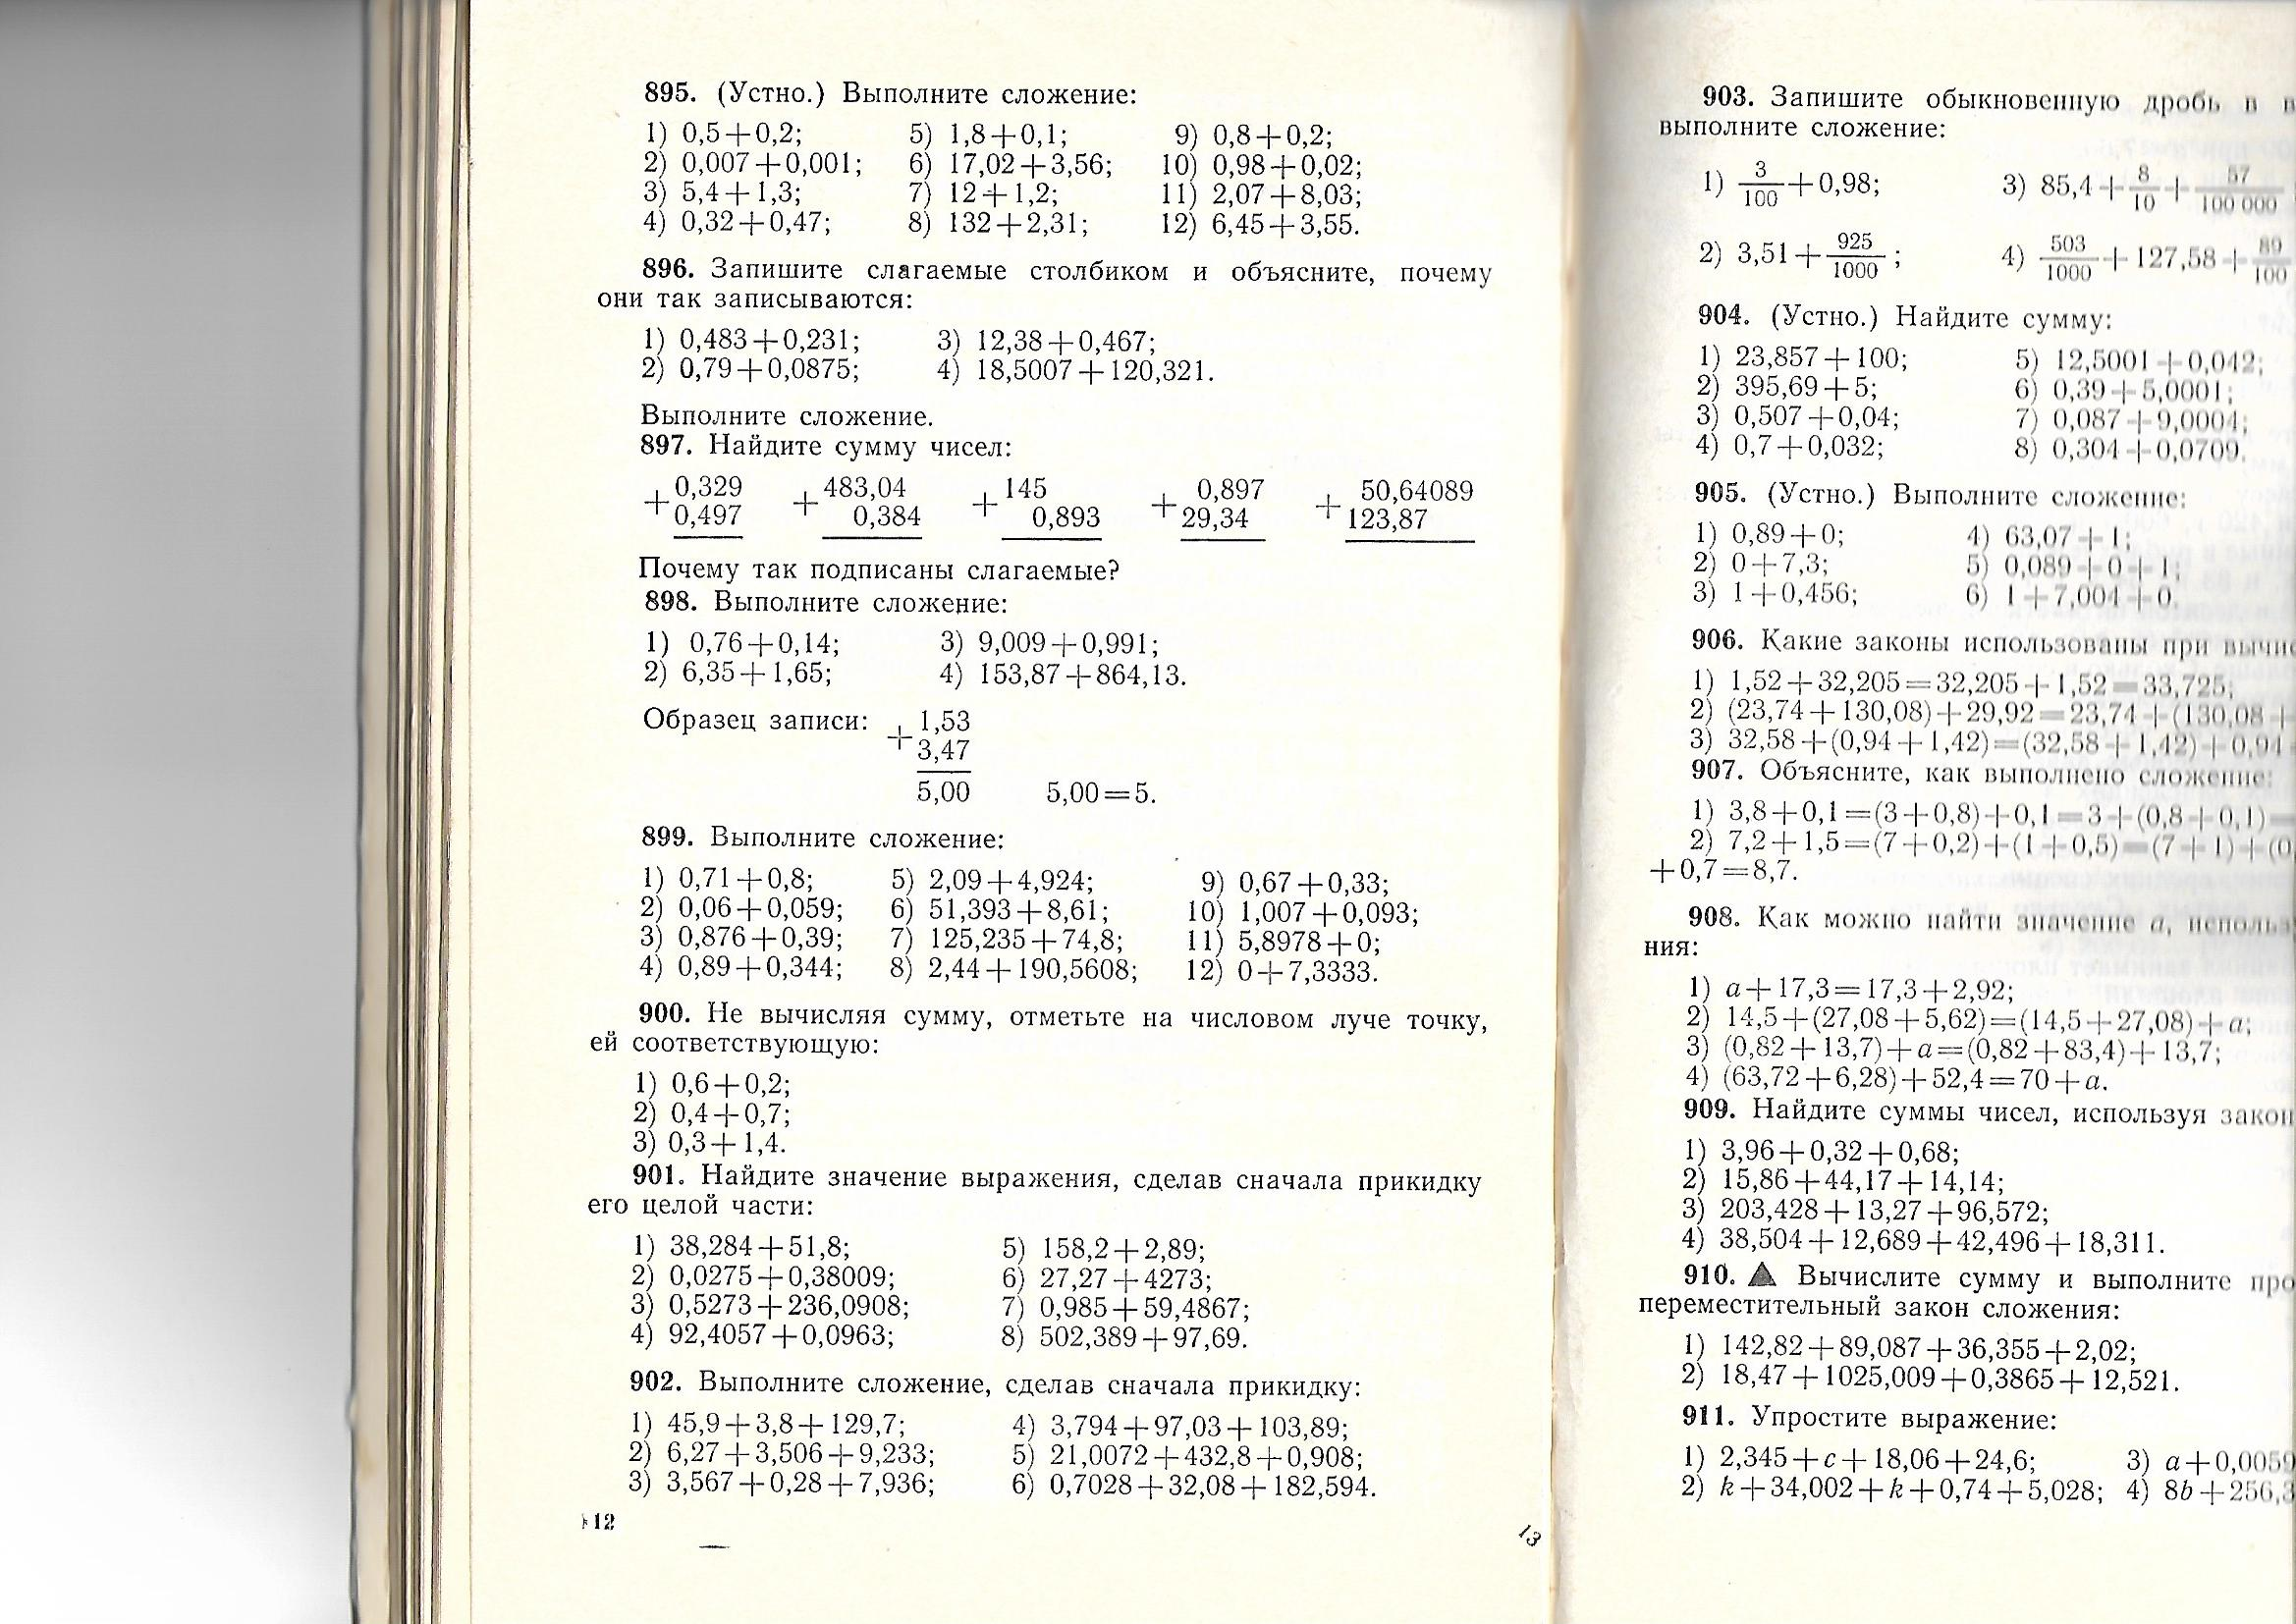 895. (Устно.) Выполните сложение:
1) 0,5+0,2; 5) 1,8+0,1; 9) 0,8+0,2;
2) 0,007+0,001; 6) 17,02+3,56; 10) 0,98+0,02;
3) 5,4+1,3; 7) 12+1,2; 11) 2,07+8,03;
4) 0,32+0,47; 8) 132+2,31; 12) 6,45+3,55.
896. Запишите слагаемые столбиком и объясните, почему
они так записываются:
1) 0,483+0,231; 3) 12,38+0,467;
2) 0,79+0,0875; 4) 18,5007+120,321.
Выполните сложение.
897. Найдите сумму чисел:
+ 0,329 + 483,04 + 145 + 0,897 + 50,64089
0,497 0,384 0,893 29,34 123,87
Почему так подписаны слагаемые?
898. Выполните сложение:
1) 0,76+0,14; 3) 9,009+0,991;
2) 6,35+1,65; 4) 153,87+864,13.
Образец записи: + 1,53
3,47
5,00 5,00=5.
899. Выполните сложение:
1) 0,71+0,8; 5) 2,09+4,924; 9) 0,67+0,33;
2) 0,06+0,059; 6) 51,393+8,61; 10) 1,007+0,093;
3) 0,876+0,39; 7) 125,235+74,8; 11) 5,8978+0;
4) 0,89+0,344; 8) 2,44+190,5608; 12) 0+7,3333.
900. Не вычисляя сумму, отметьте на числовом луче точку,
ей соответствующую:
1) 0,6+0,2;
2) 0,4+0,7;
3) 0,3+1,4.
901. Найдите значение выражения, сделав сначала прикидку
его целой части:
1) 38,284+51,8; 5) 158,2+2,89;
2) 0,0275+0,38009; 6) 27,27+4273;
3) 0,5273+236,0908; 7) 0,985+59,4867;
4) 92,4057+0,0963; 8) 502,389+97,69.
902. Выполните сложение, сделав сначала прикидку:
1) 45,9+3,8+129,7; 4) 3,794+97,03+103,89;
2) 6,27+3,506+9,233; 5) 21,0072+432,8+0,908;
3) 3,567+0,28+7,936; 6) 0,7028+32,08+182,594.
12
13
903. Запишите обыкновенную дробь в
выполните сложение:
1) 3/100+0,98; 3) 85,4+8/10+57/100 000
2) 3,51+925/1000; 4) 503/1000+127,58+89/100
904. (Устно.) Найдите сумму:
1) 23,857+100; 5) 12,5001+0,042;
2) 395,69+5; 6) 0,39+5,0001;
3) 0,507+0,04; 7) 0,087+9,0004;
4) 0,7+0,032; 8) 0,304+0,0709.
905. (Устно.) Выполните сложение:
1) 0,89+0; 4) 63,07+1;
2) 0+7,3; 5) 0,089+0+1;
3) 1+0,456; 6) 1+7,004+0.
906. Какие законы использованы при
1) 1,52+32,205=32,205+1,52=33,725;
2) (23,74+130,08)+29,92=23,74+(130,08+
3) 32,58+(0,94+1,42)=(32,58+1,42)+0,94
907. Объясните, как выполнено сложение:
1) 3,8+0,1=(3+0,8)+0,1=3+(0,8+0,1)=
2) 7,2+1,5=(7+0,2)+(1+0,5)=(7+1)+(0
+0,7=8,7.
908. Как можно найти значение a,
ния:
1) a+17,3=17,3+2,92;
2) 14,5+(27,08+5,62)=(14,5+27,08)+a;
3) (0,82+13,7)+a=(0,82+83,4)+13,7;
4) (63,72+6,28)+52,4=70+a.
909. Найдите суммы чисел, используя закон
1) 3,96+0,32+0,68;
2) 15,86+44,17+14,14;
3) 203,428+13,27+96,572;
4) 38,504+12,689+42,496+18,311.
910. ▲ Вычислите сумму и выполните про
переместительный закон сложения:
1) 142,82+89,087+36,355+2,02;
2) 18,47+1025,009+0,3865+12,521.
911. Упростите выражение:
1) 2,345+c+18,06+24,6; 3) a+0,0059
2) k+34,002+k+0,74+5,028; 4) 8b+256,3